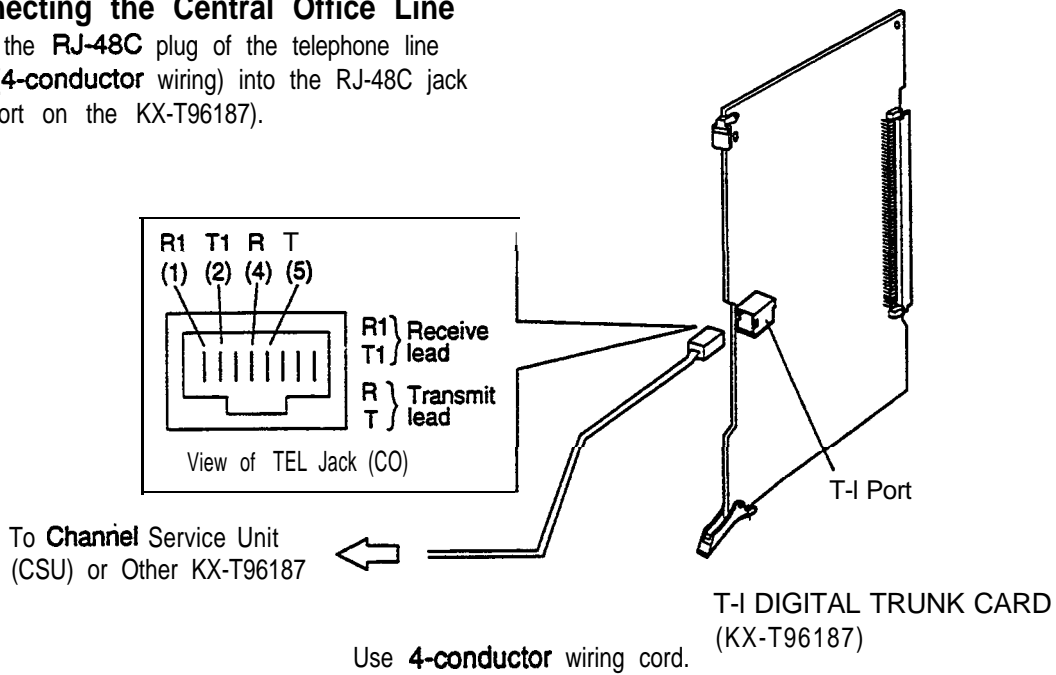 necting the Central Office Line
the RJ-48C plug of the telephone line
4-conductor wiring) into the RJ-48C jack
ort on the KX-T96187).
R1 T1 R T
(1) (2) (4) (5)
R1 } Receive
T1 } lead
R } Transmit
T } lead
View of TEL Jack (CO)
T-I Port
To Channel Service Unit
(CSU) or Other KX-T96187
T-I DIGITAL TRUNK CARD
(KX-T96187)
Use 4-conductor wiring cord.